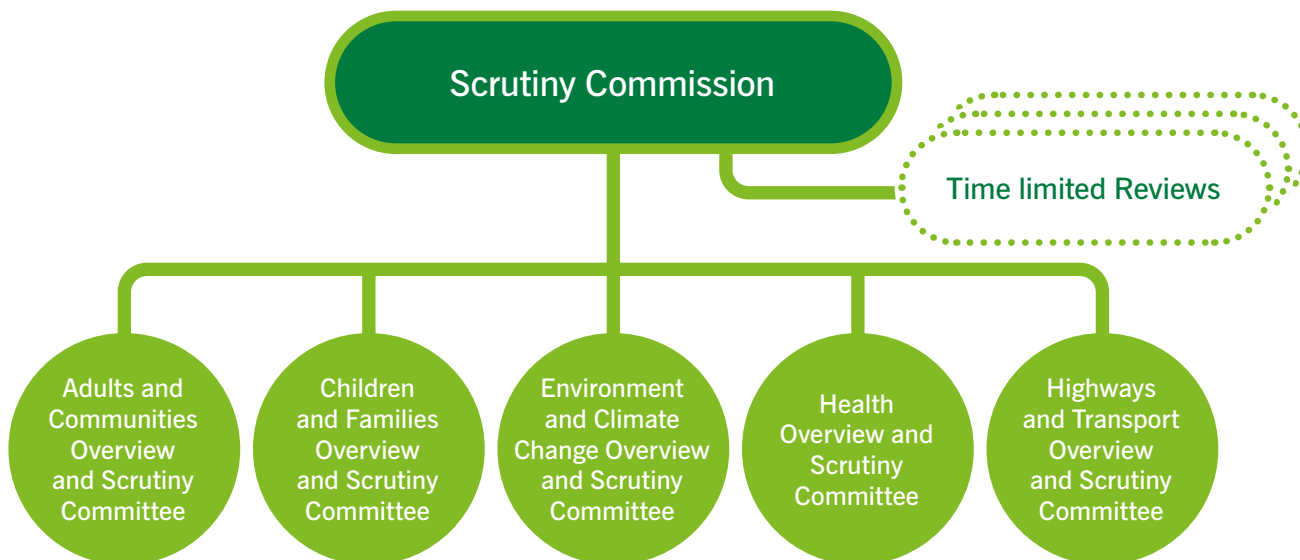 Scrutiny Commission
Time limited Reviews
Adults and
Communities
Overview
and Scrutiny
Committee
Children
and Families
Overview
and Scrutiny
Committee
Environment
and Climate
Change Overview
and Scrutiny
Committee
Health
Overview and
Scrutiny
Committee
Highways
and Transport
Overview
and Scrutiny
Committee